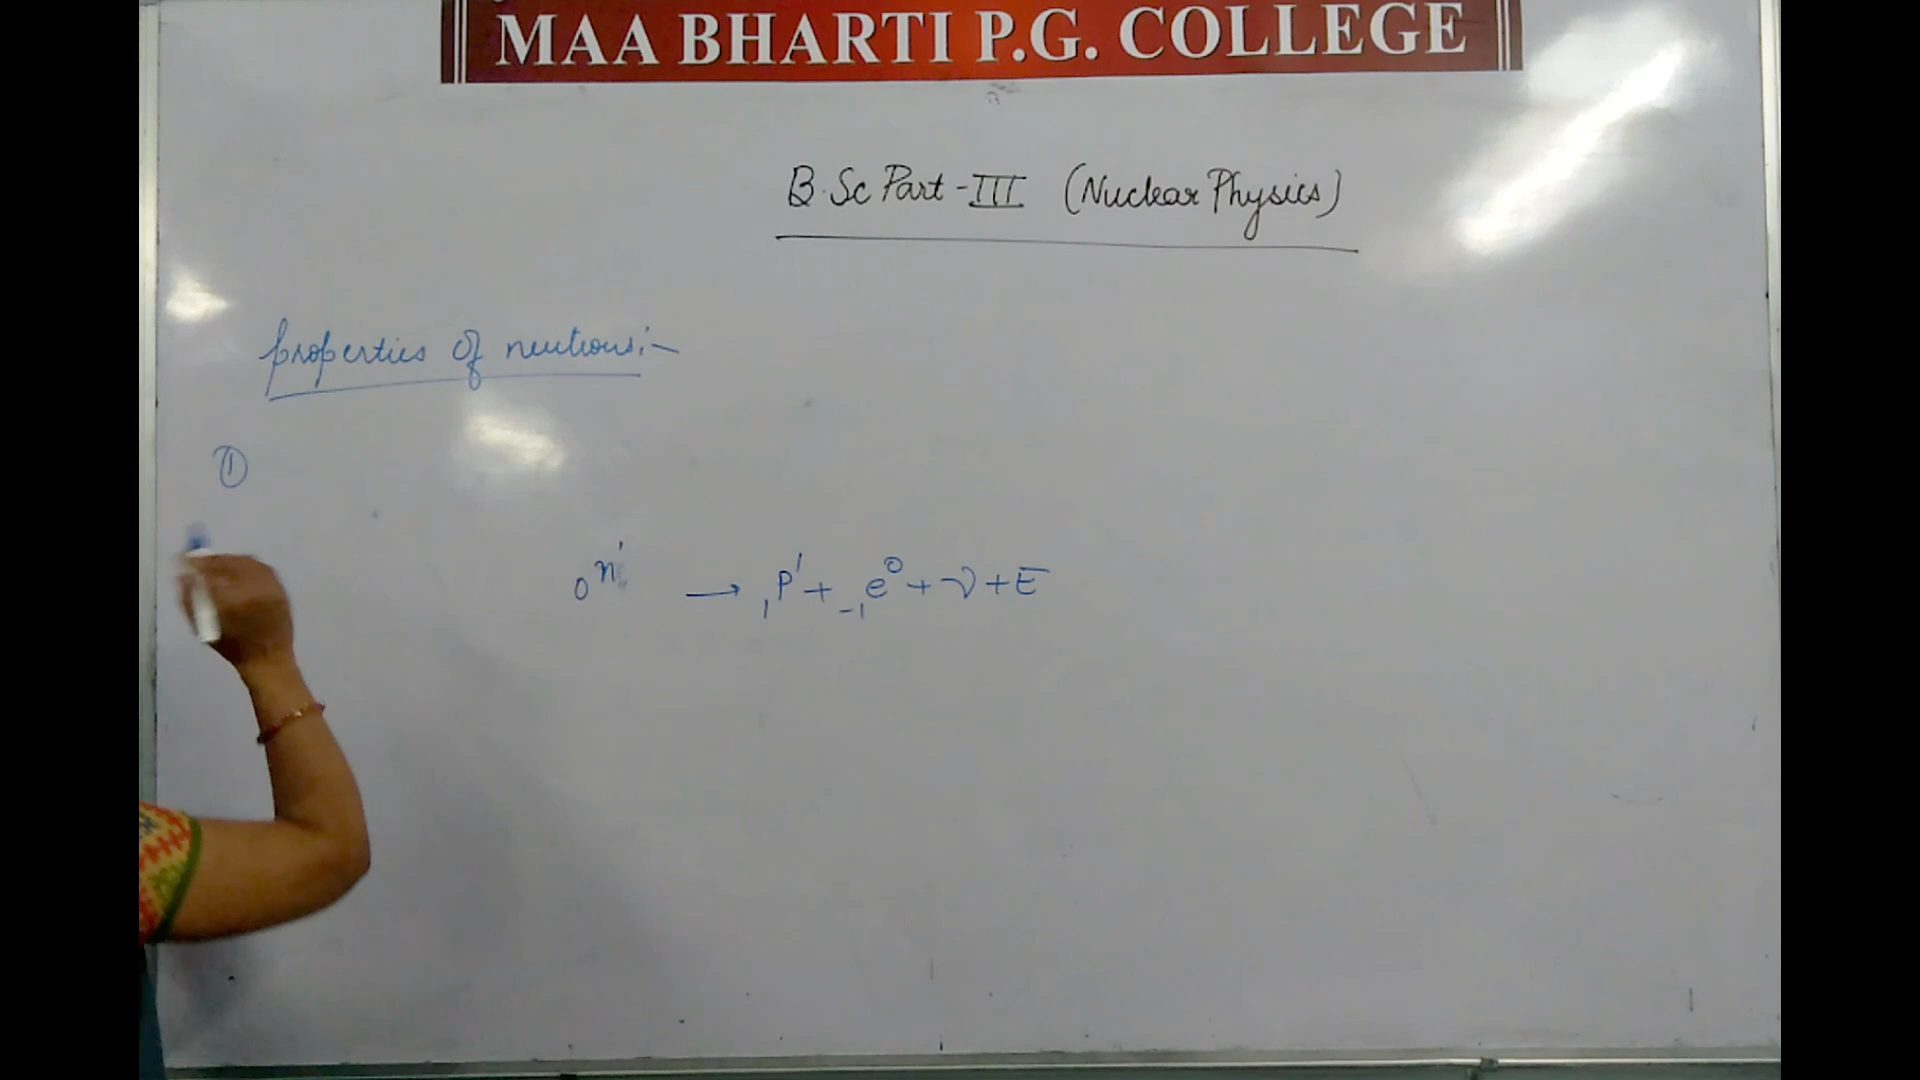 MAA BHARTI P.G. COLLEGE
B.Sc Part-III (Nuclear Physics)
properties of neutrons:-
①
₀n¹ → ₁P¹ + ₋₁e⁰ + ν + E